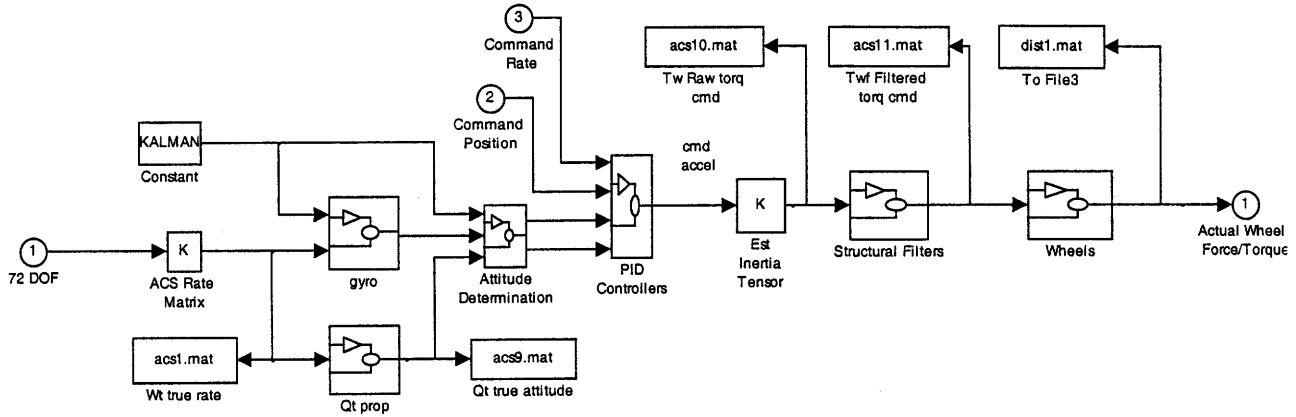 3
Command
Rate
2
Command
Position
acs10.mat
Tw Raw torq
cmd
acs11.mat
Twf Filtered
torq cmd
dist1.mat
To File3
KALMAN
Constant
cmd
accel
1
72 DOF
K
ACS Rate
Matrix
gyro
Attitude
Determination
PID
Controllers
K
Est
Inertia
Tensor
Structural Filters
Wheels
1
Actual Wheel
Force/Torque
acs1.mat
Wt true rate
Qt prop
acs9.mat
Qt true attitude